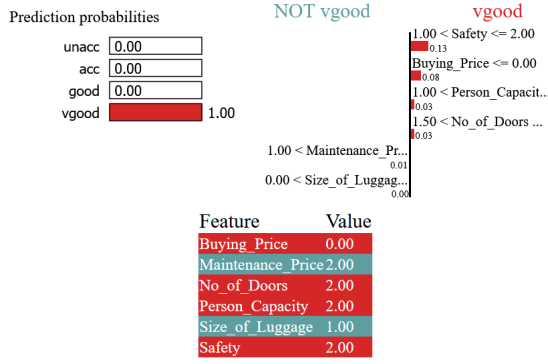 Prediction probabilities
unacc 0.00
acc 0.00
good 0.00
vgood 1.00
NOT vgood vgood
1.00 < Safety <= 2.00
0.13
Buying_Price <= 0.00
0.08
1.00 < Person_Capacit...
0.03
1.50 < No_of_Doors ...
0.03
1.00 < Maintenance_Pr...
0.01
0.00 < Size_of_Luggag...
0.00
Feature Value
Buying_Price 0.00
Maintenance_Price 2.00
No_of_Doors 2.00
Person_Capacity 2.00
Size_of_Luggage 1.00
Safety 2.00